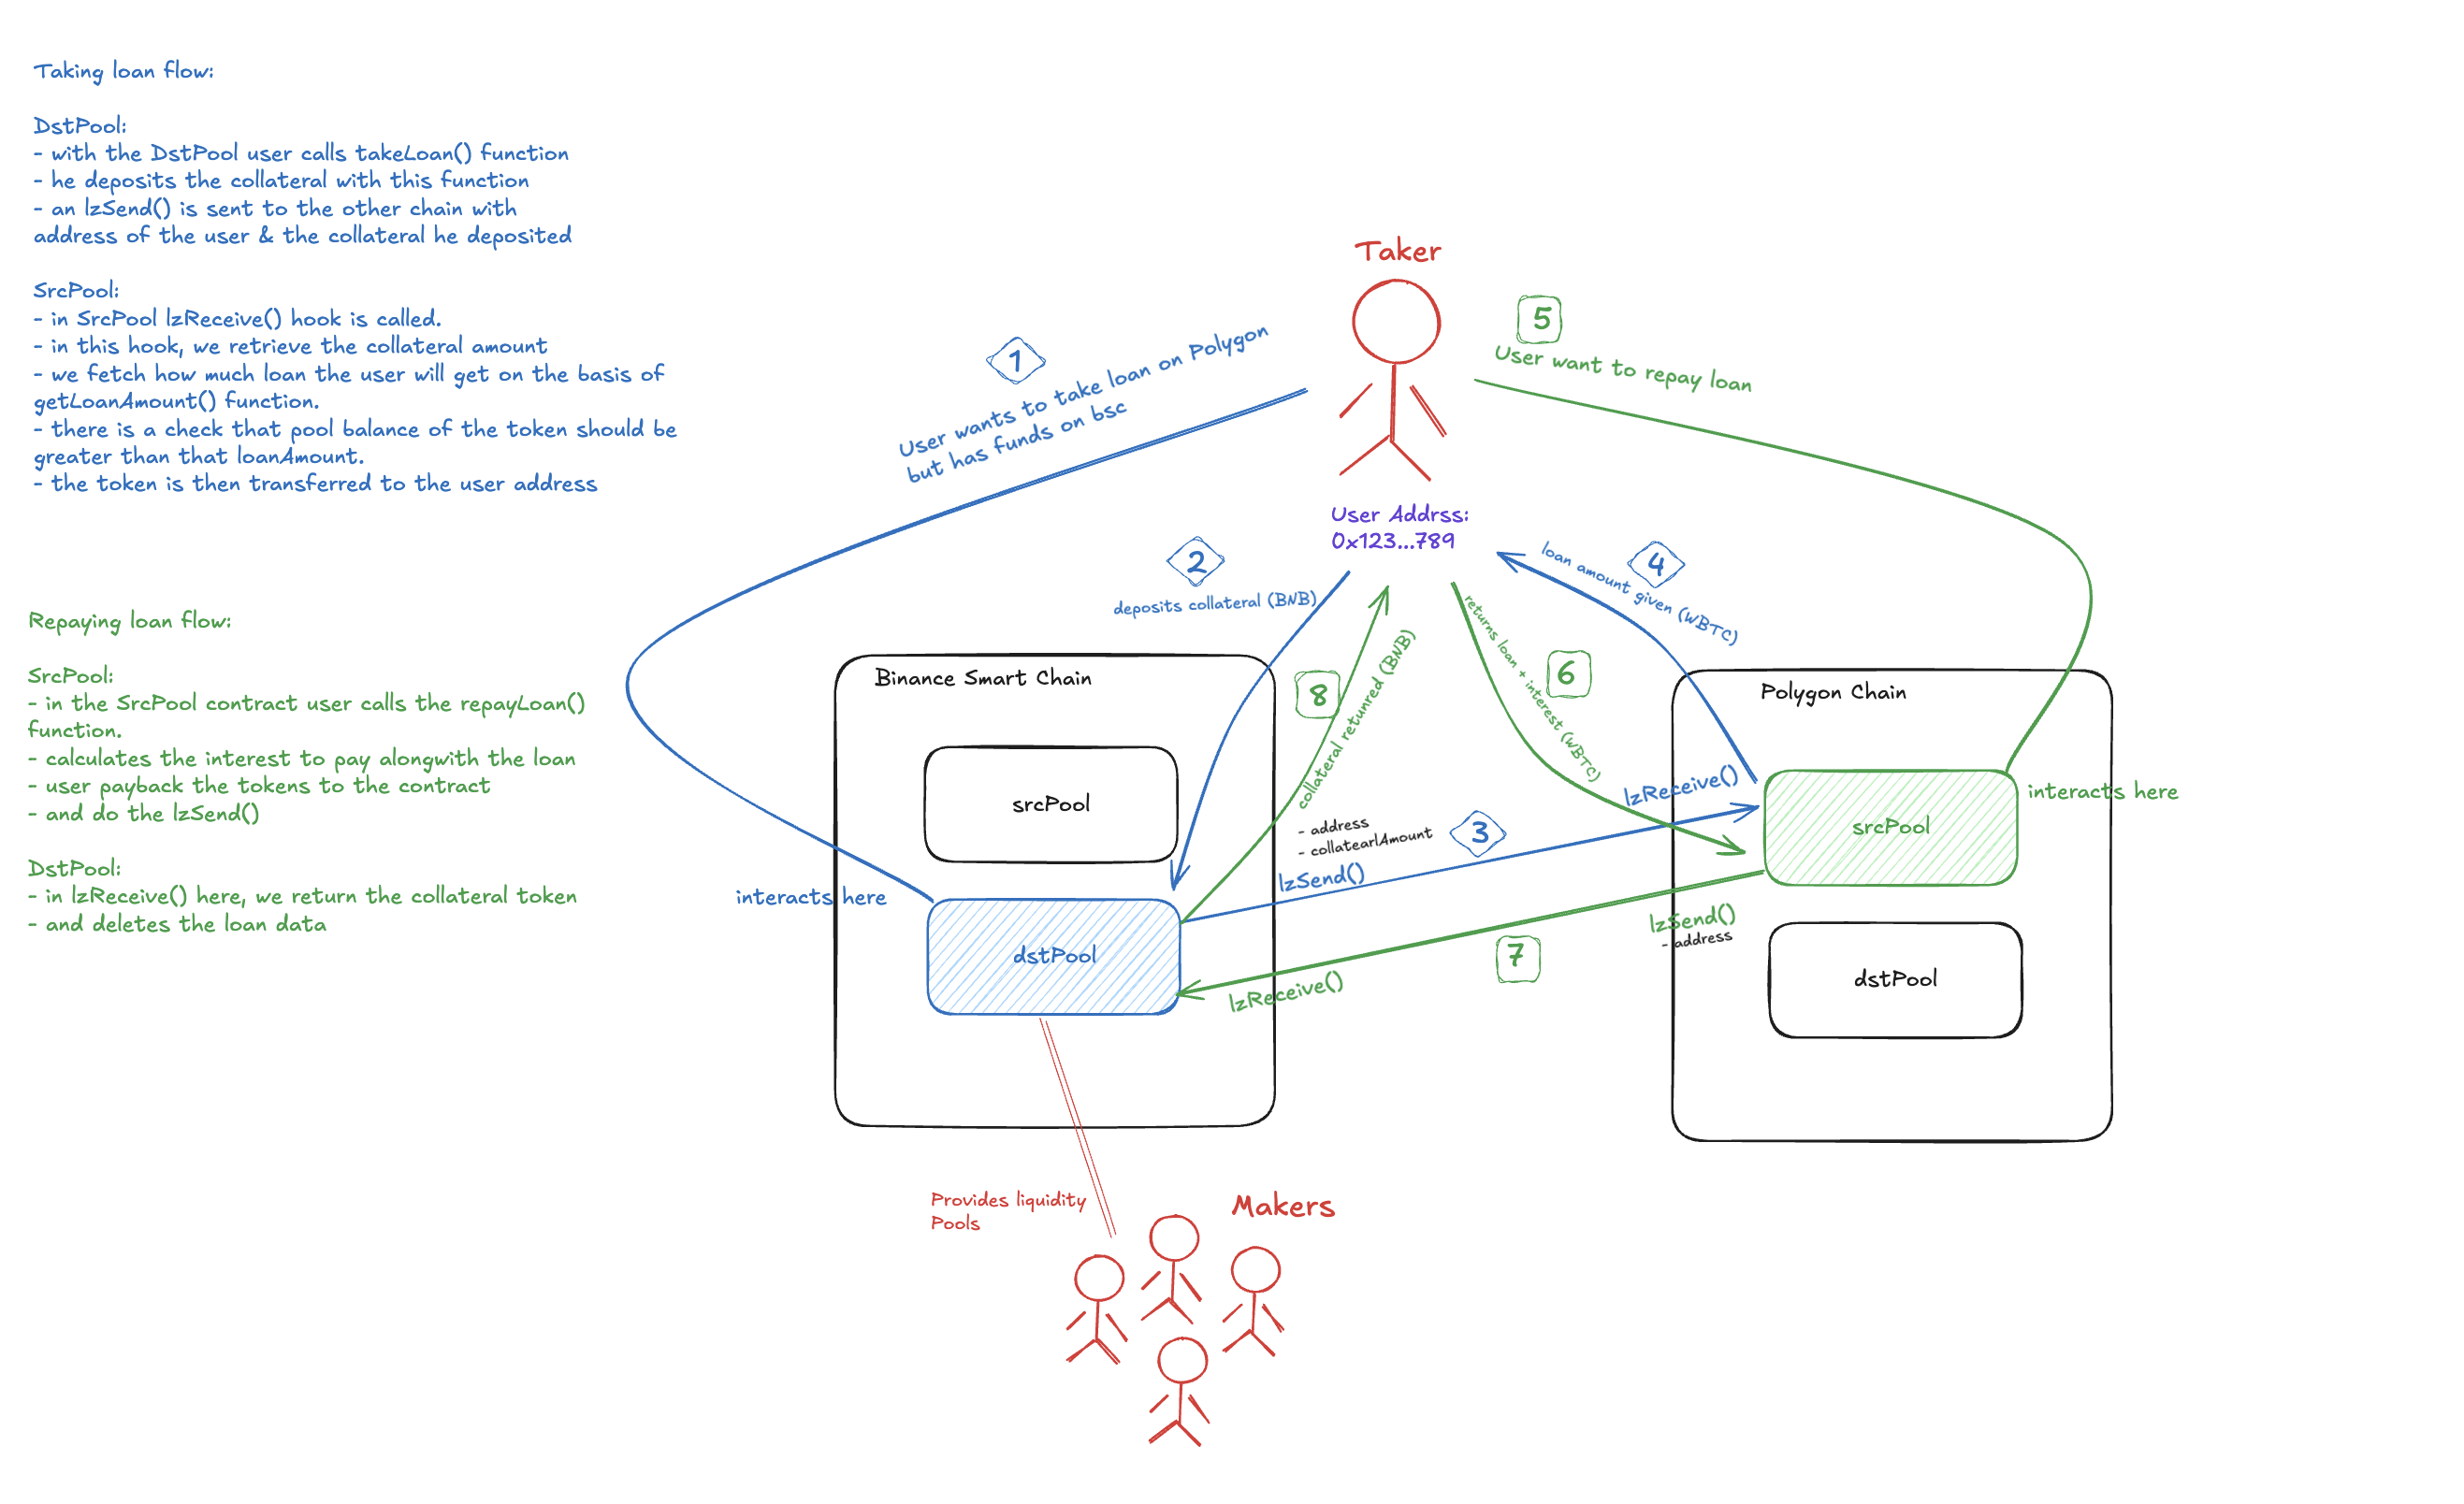 Taking loan flow:
DstPool:
- with the DstPool user calls takeLoan() function
- he deposits the collateral with this function
- an lzSend() is sent to the other chain with
address of the user & the collateral he deposited
SrcPool:
- in SrcPool lzReceive() hook is called.
- in this hook, we retrieve the collateral amount
- we fetch how much loan the user will get on the basis of
getLoanAmount() function.
- there is a check that pool balance of the token should be
greater than that loanAmount.
- the token is then transferred to the user address
Repaying loan flow:
SrcPool:
- in the SrcPool contract user calls the repayLoan()
function.
- calculates the interest to pay alongwith the loan
- user payback the tokens to the contract
- and do the lzSend()
DstPool:
- in lzReceive() here, we return the collateral token
- and deletes the loan data
Taker
1
User wants to take loan on Polygon
but has funds on bsc
5
User want to repay loan
User Addrss:
0x123...789
2
deposits collateral (BNB)
4
loan amount given (WBTC)
6
returns loan + interest (WBTC)
8
collateral retunred (BNB)
Binance Smart Chain
srcPool
dstPool
interacts here
- address
- collatearlAmount
3
lzSend()
lzReceive()
Polygon Chain
srcPool
interacts here
dstPool
lzSend()
- address
7
lzReceive()
Provides liquidity
Pools
Makers